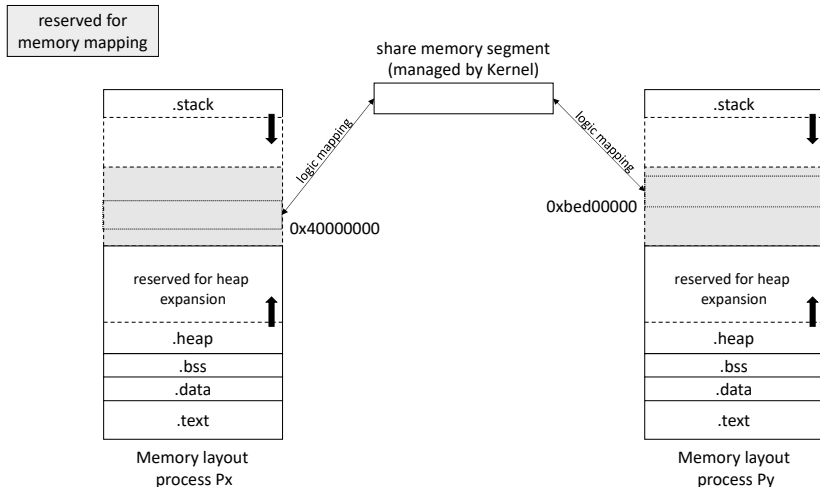 reserved for
memory mapping
share memory segment
(managed by Kernel)
.stack
logic mapping
0x40000000
reserved for heap
expansion
.heap
.bss
.data
.text
Memory layout
process Px
.stack
logic mapping
0xbed00000
reserved for heap
expansion
.heap
.bss
.data
.text
Memory layout
process Py